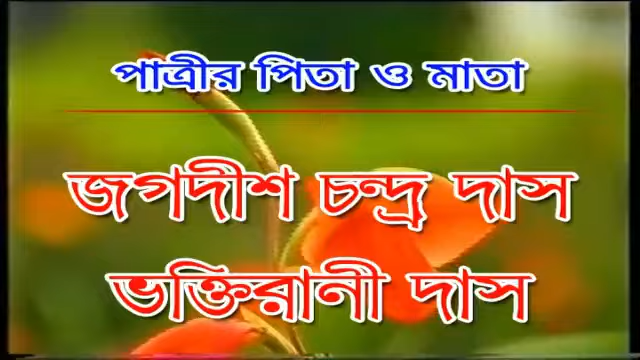 পাত্রীর পিতা ও মাতা
জগদীশ চন্দ্র দাস
ভক্তিরানী দাস